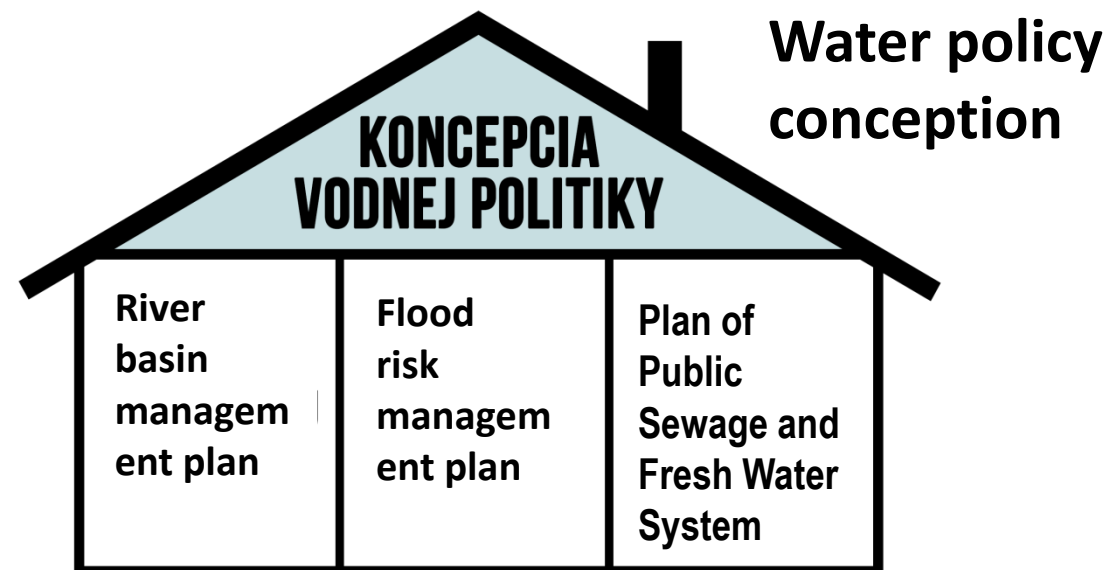 Water policy
conception
KONCEPCIA
VODNEJ POLITIKY
River
basin
managem
ent plan
Flood
risk
managem
ent plan
Plan of
Public
Sewage and
Fresh Water
System